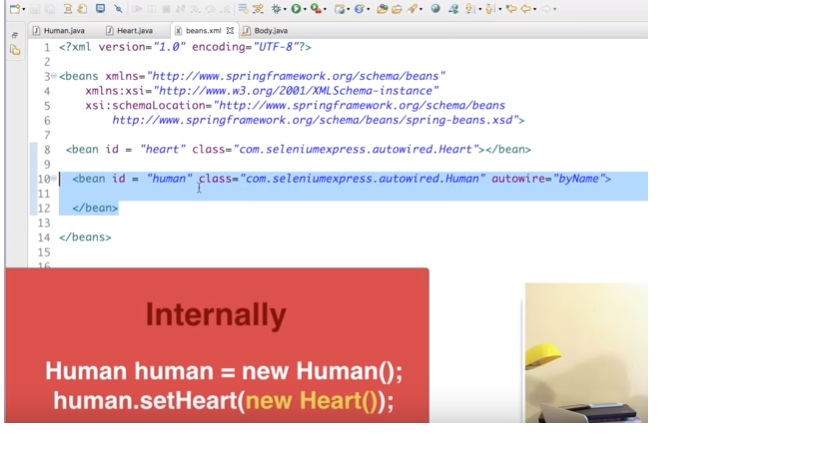 Human.java Heart.java beans.xml Body.java
1 <?xml version="1.0" encoding="UTF-8"?>
2
3 <beans xmlns="http://www.springframework.org/schema/beans"
4 xmlns:xsi="http://www.w3.org/2001/XMLSchema-instance"
5 xsi:schemaLocation="http://www.springframework.org/schema/beans
6 http://www.springframework.org/schema/beans/spring-beans.xsd">
7
8 <bean id = "heart" class="com.seleniumexpress.autowired.Heart"></bean>
9
10 <bean id = "human" class="com.seleniumexpress.autowired.Human" autowire="byName">
11
12 </bean>
13
14 </beans>
15
16
Internally
Human human = new Human();
human.setHeart(new Heart());